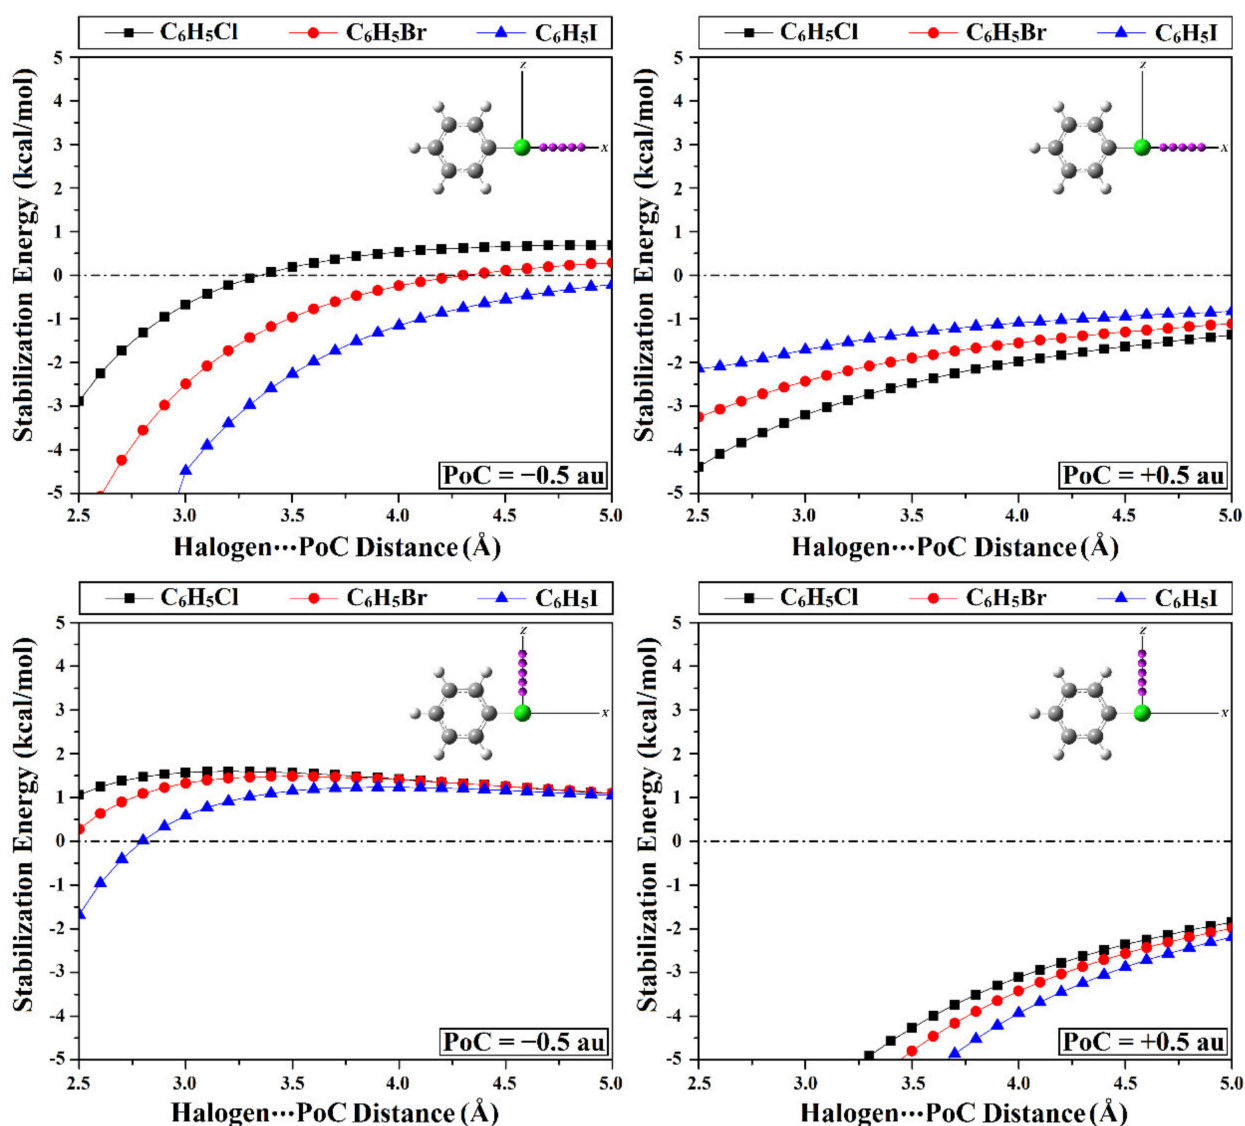 C₆H₅Cl C₆H₅Br C₆H₅I
Stabilization Energy (kcal/mol)
5
4
3
2
1
0
-1
-2
-3
-4
-5
z
x
PoC = −0.5 au
2.5 3.0 3.5 4.0 4.5 5.0
Halogen···PoC Distance (Å)
C₆H₅Cl C₆H₅Br C₆H₅I
Stabilization Energy (kcal/mol)
5
4
3
2
1
0
-1
-2
-3
-4
-5
z
x
PoC = +0.5 au
2.5 3.0 3.5 4.0 4.5 5.0
Halogen···PoC Distance (Å)
C₆H₅Cl C₆H₅Br C₆H₅I
Stabilization Energy (kcal/mol)
5
4
3
2
1
0
-1
-2
-3
-4
-5
z
x
PoC = −0.5 au
2.5 3.0 3.5 4.0 4.5 5.0
Halogen···PoC Distance (Å)
C₆H₅Cl C₆H₅Br C₆H₅I
Stabilization Energy (kcal/mol)
5
4
3
2
1
0
-1
-2
-3
-4
-5
z
x
PoC = +0.5 au
2.5 3.0 3.5 4.0 4.5 5.0
Halogen···PoC Distance (Å)